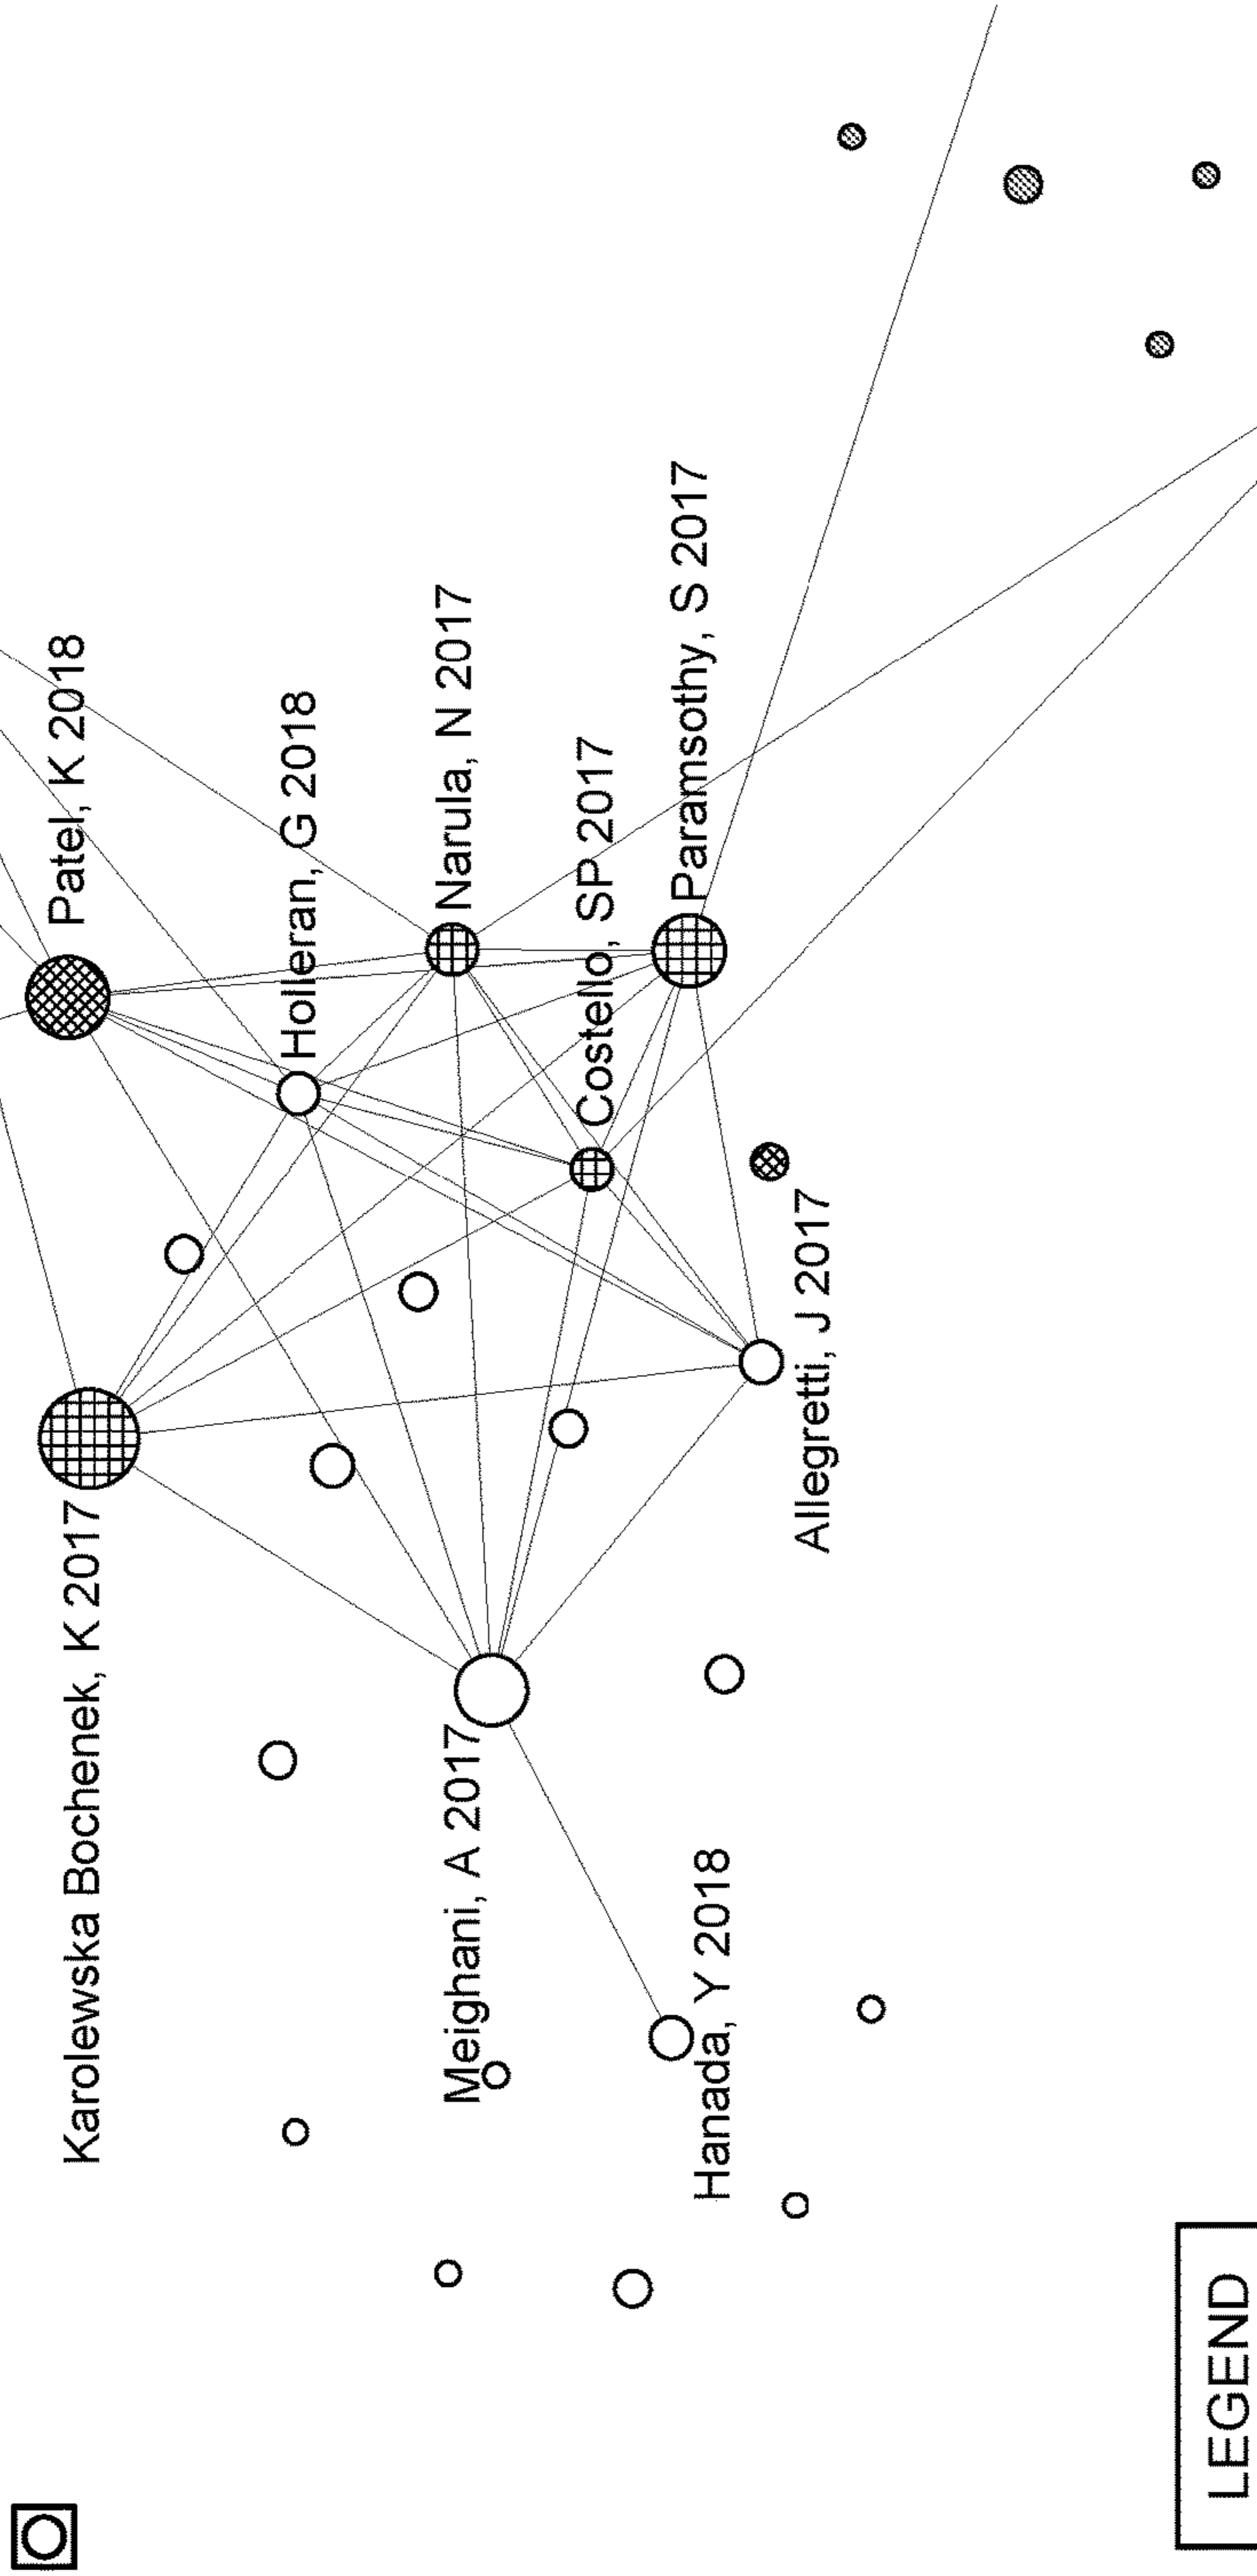 Patel, K 2018
Holleran, G 2018
Narula, N 2017
Costello, SP 2017
Paramsothy, S 2017
Karolewska Bochenek, K 2017
Allegretti, J 2017
Meighani, A 2017
Hanada, Y 2018
LEGEND